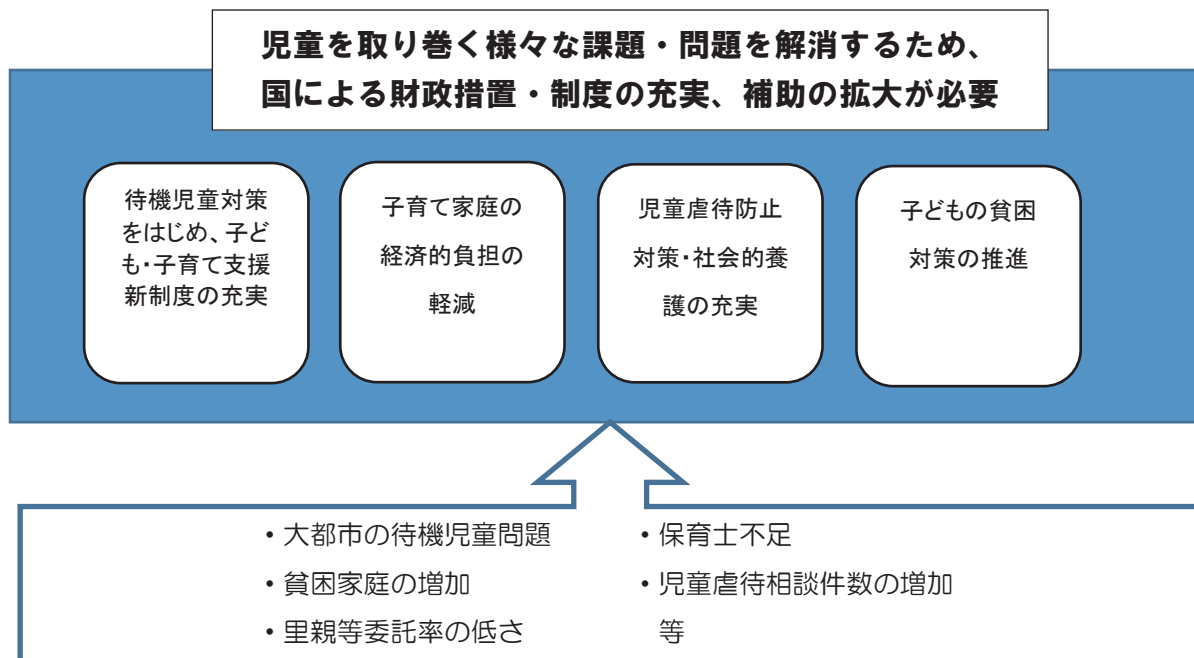 児童を取り巻く様々な課題・問題を解消するため、
国による財政措置・制度の充実、補助の拡大が必要
待機児童対策
をはじめ、子ど
も・子育て支援
新制度の充実
子育て家庭の
経済的負担の
軽減
児童虐待防止
対策・社会的養
護の充実
子どもの貧困
対策の推進
・大都市の待機児童問題
・貧困家庭の増加
・里親等委託率の低さ
・保育士不足
・児童虐待相談件数の増加
等